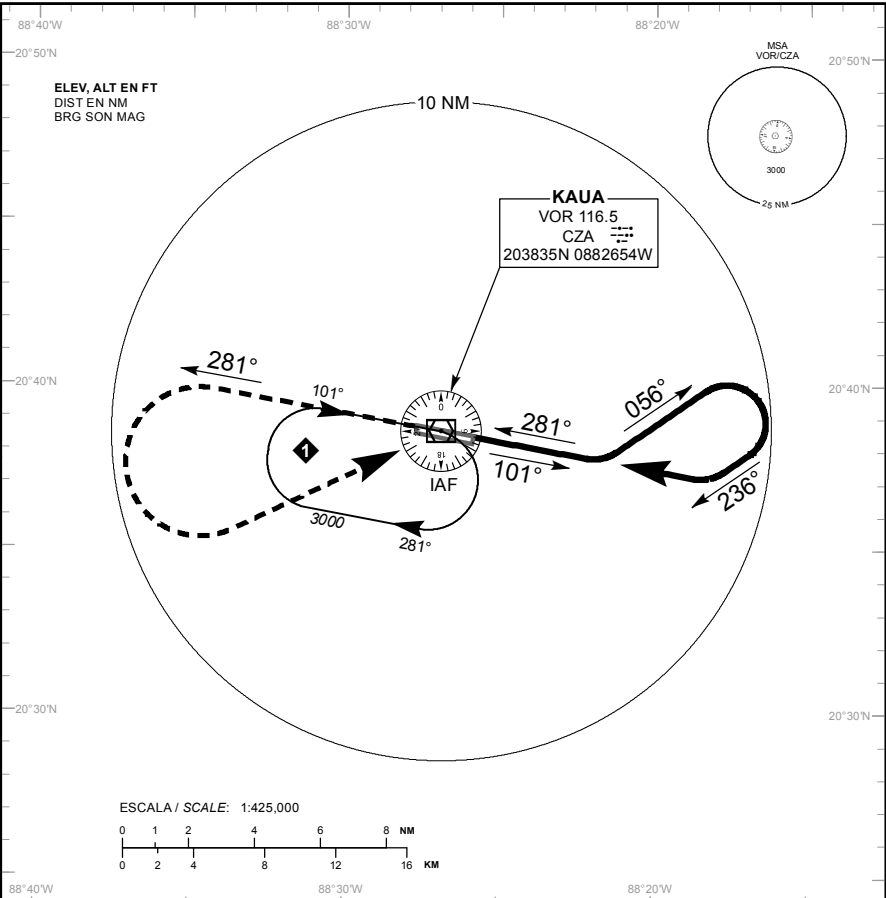 88°40'W 88°30'W 88°20'W
20°50'N
20°50'N
MSA
VOR/CZA
3000
25 NM
ELEV, ALT EN FT
DIST EN NM
BRG SON MAG
10 NM
KAUA
VOR 116.5
CZA
203835N 0882654W
20°40'N
20°40'N
281°
101°
056°
281°
101°
236°
1
0
18
IAF
3000
281°
20°30'N
20°30'N
ESCALA / SCALE: 1:425,000
0 1 2 4 6 8 NM
0 2 4 8 12 16 KM
88°40'W 88°30'W 88°20'W